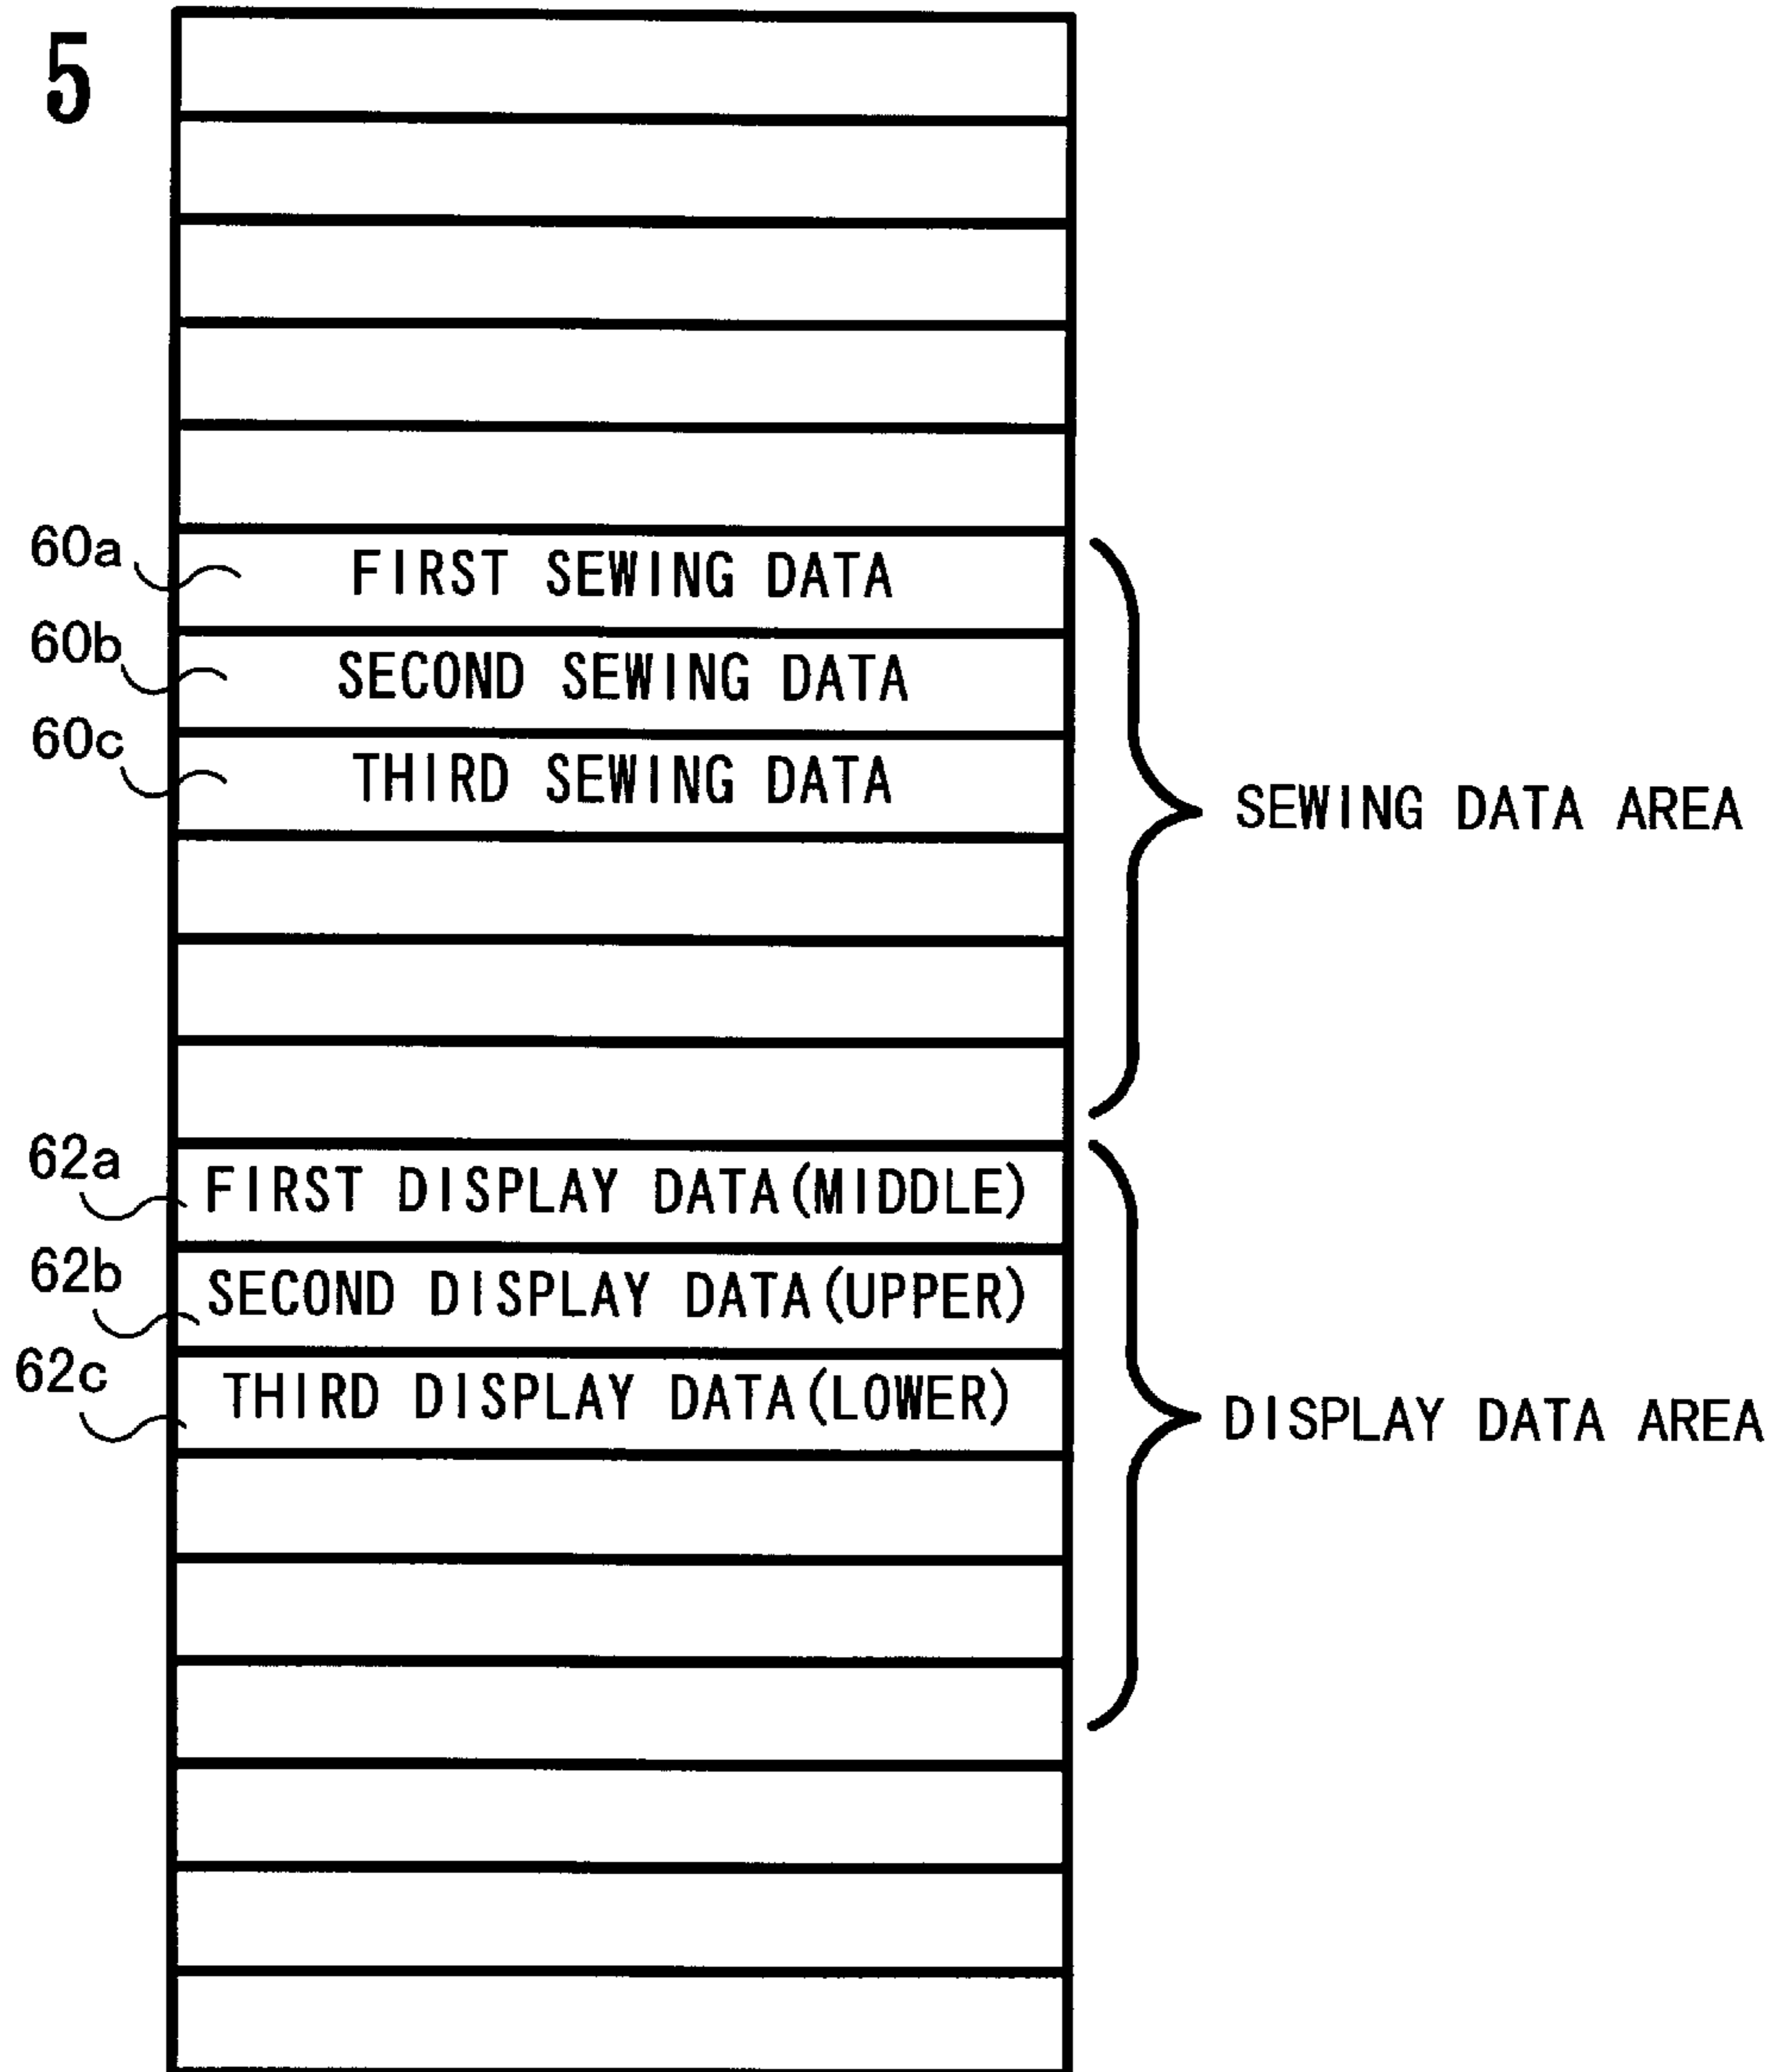 5
60a FIRST SEWING DATA
60b SECOND SEWING DATA
60c THIRD SEWING DATA
SEWING DATA AREA
62a FIRST DISPLAY DATA(MIDDLE)
62b SECOND DISPLAY DATA(UPPER)
62c THIRD DISPLAY DATA(LOWER)
DISPLAY DATA AREA